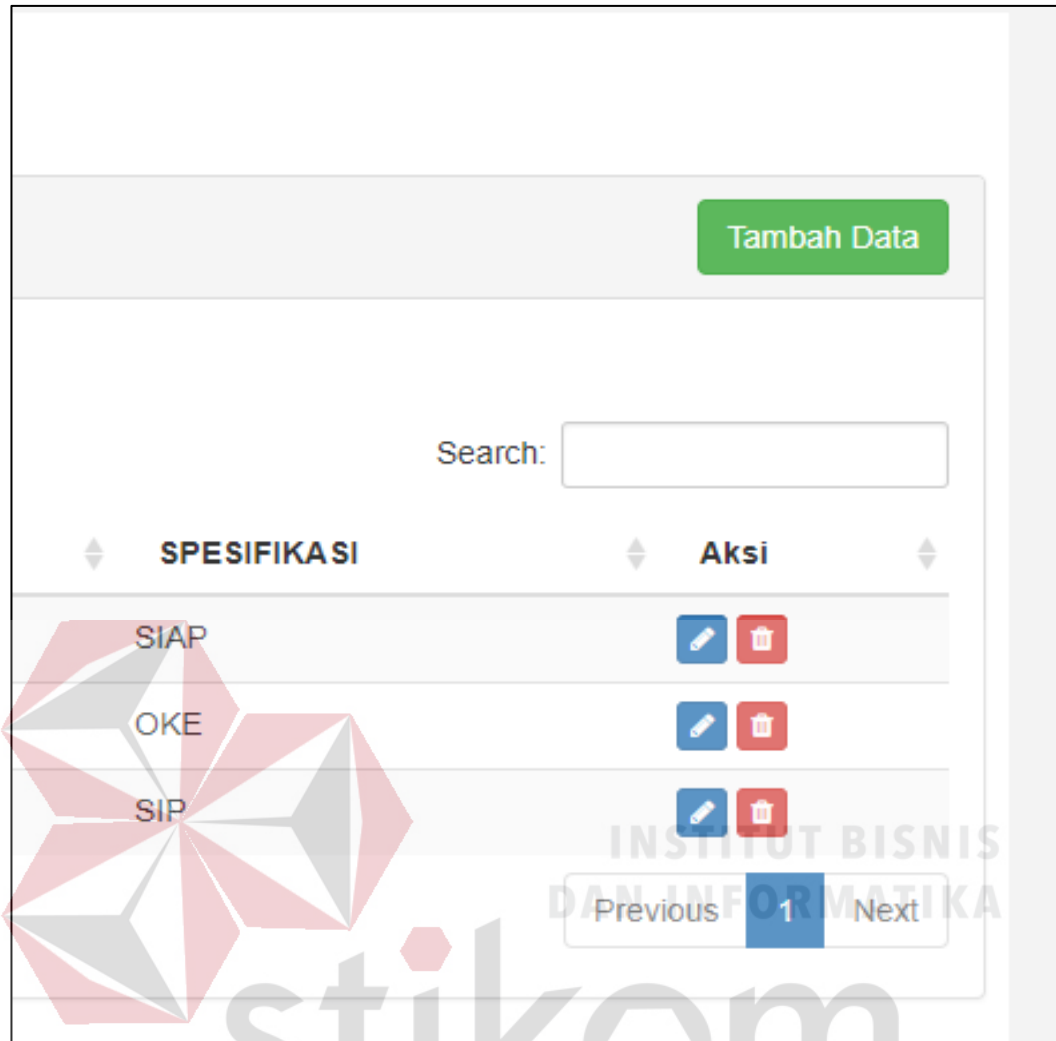 Tambah Data
Search:
SPESIFIKASI Aksi
SIAP
OKE
SIP
INSTITUT BISNIS
DAN INFORMATIKA
Previous 1 Next
stikom